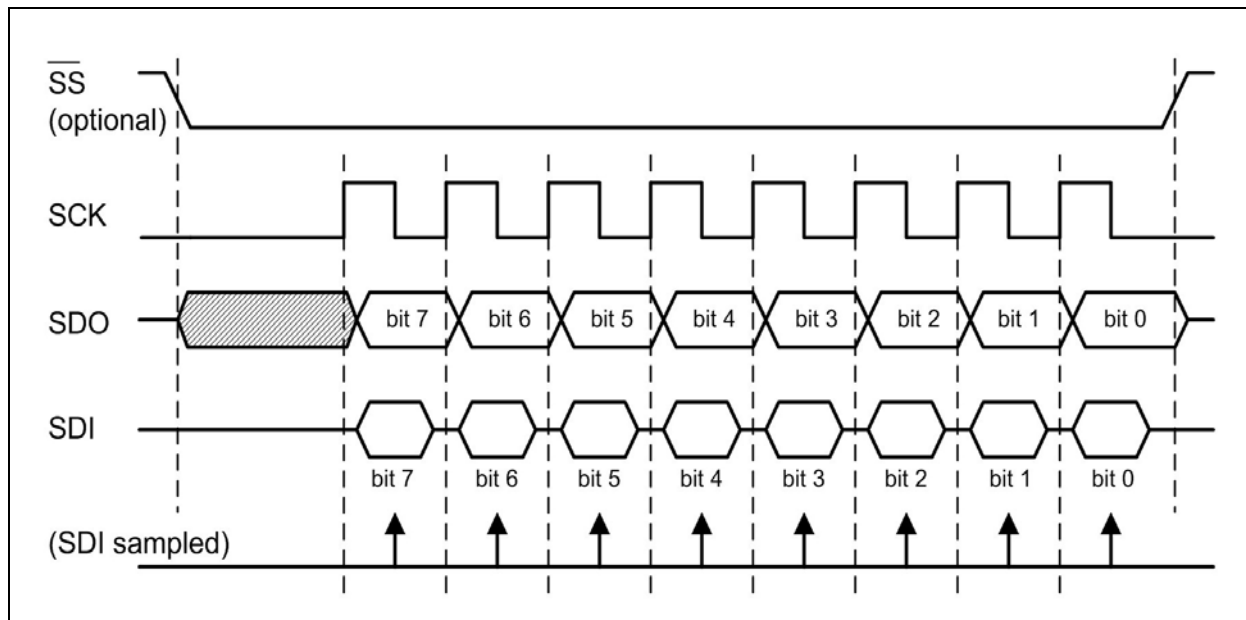 SS
(optional)
SCK
SDO
bit 7 bit 6 bit 5 bit 4 bit 3 bit 2 bit 1 bit 0
SDI
bit 7 bit 6 bit 5 bit 4 bit 3 bit 2 bit 1 bit 0
(SDI sampled)